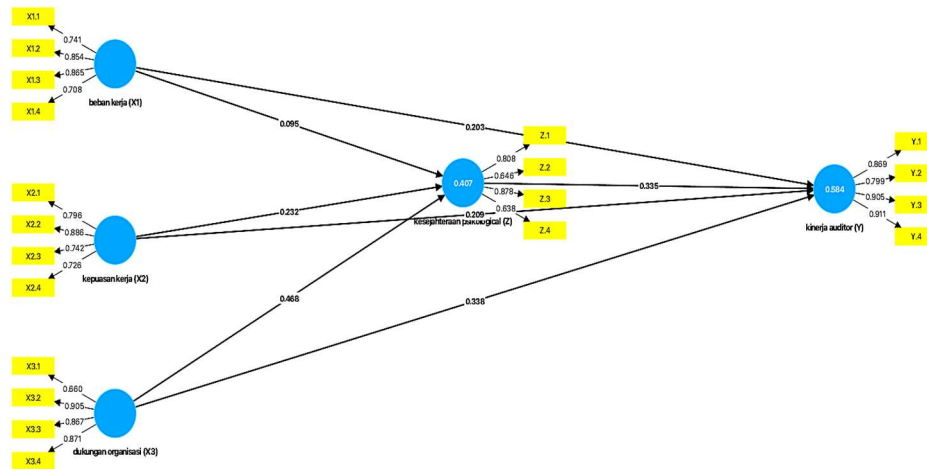 X1.1
0.741
X1.2
0.854
X1.3
0.865
X1.4
0.708
beban kerja (X1)
0.095
0.203
X2.1
0.796
X2.2
0.886
X2.3
0.742
X2.4
0.726
kepuasan kerja (X2)
0.232
0.209
X3.1
0.660
X3.2
0.905
X3.3
0.867
X3.4
0.871
dukungan organisasi (X3)
0.468
0.338
0.407
Z.1
0.808
Z.2
0.646
Z.3
0.878
Z.4
0.638
kesejahteraan psikological (Z)
0.335
0.584
Y.1
0.869
Y.2
0.799
Y.3
0.905
Y.4
0.911
kinerja auditor (Y)